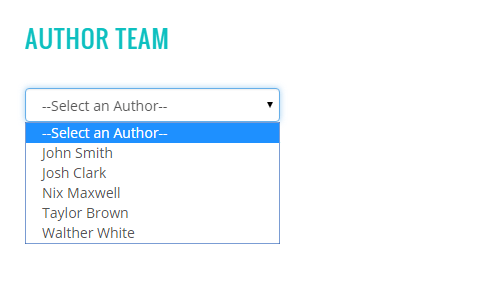 AUTHOR TEAM
--Select an Author--
--Select an Author--
John Smith
Josh Clark
Nix Maxwell
Taylor Brown
Walther White